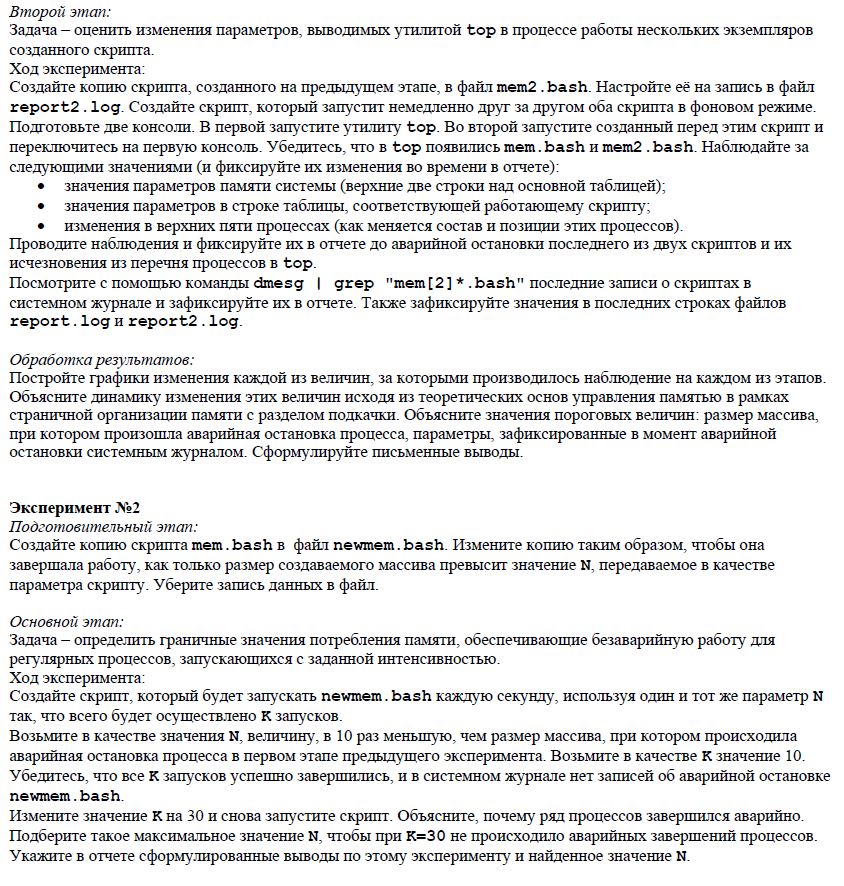 Второй этап:
Задача – оценить изменения параметров, выводимых утилитой top в процессе работы нескольких экземпляров
созданного скрипта.
Ход эксперимента:
Создайте копию скрипта, созданного на предыдущем этапе, в файл mem2.bash. Настройте её на запись в файл
report2.log. Создайте скрипт, который запустит немедленно друг за другом оба скрипта в фоновом режиме.
Подготовьте две консоли. В первой запустите утилиту top. Во второй запустите созданный перед этим скрипт и
переключитесь на первую консоль. Убедитесь, что в top появились mem.bash и mem2.bash. Наблюдайте за
следующими значениями (и фиксируйте их изменения во времени в отчете):
• значения параметров памяти системы (верхние две строки над основной таблицей);
• значения параметров в строке таблицы, соответствующей работающему скрипту;
• изменения в верхних пяти процессах (как меняется состав и позиции этих процессов).
Проводите наблюдения и фиксируйте их в отчете до аварийной остановки последнего из двух скриптов и их
исчезновения из перечня процессов в top.
Посмотрите с помощью команды dmesg | grep "mem[2]*.bash" последние записи о скриптах в
системном журнале и зафиксируйте их в отчете. Также зафиксируйте значения в последних строках файлов
report.log и report2.log.
Обработка результатов:
Постройте графики изменения каждой из величин, за которыми производилось наблюдение на каждом из этапов.
Объясните динамику изменения этих величин исходя из теоретических основ управления памятью в рамках
страничной организации памяти с разделом подкачки. Объясните значения пороговых величин: размер массива,
при котором произошла аварийная остановка процесса, параметры, зафиксированные в момент аварийной
остановки системным журналом. Сформулируйте письменные выводы.
Эксперимент №2
Подготовительный этап:
Создайте копию скрипта mem.bash в файл newmem.bash. Измените копию таким образом, чтобы она
завершала работу, как только размер создаваемого массива превысит значение N, передаваемое в качестве
параметра скрипту. Уберите запись данных в файл.
Основной этап:
Задача – определить граничные значения потребления памяти, обеспечивающие безаварийную работу для
регулярных процессов, запускающихся с заданной интенсивностью.
Ход эксперимента:
Создайте скрипт, который будет запускать newmem.bash каждую секунду, используя один и тот же параметр N
так, что всего будет осуществлено K запусков.
Возьмите в качестве значения N, величину, в 10 раз меньшую, чем размер массива, при котором происходила
аварийная остановка процесса в первом этапе предыдущего эксперимента. Возьмите в качестве K значение 10.
Убедитесь, что все K запусков успешно завершились, и в системном журнале нет записей об аварийной остановке
newmem.bash.
Измените значение K на 30 и снова запустите скрипт. Объясните, почему ряд процессов завершился аварийно.
Подберите такое максимальное значение N, чтобы при K=30 не происходило аварийных завершений процессов.
Укажите в отчете сформулированные выводы по этому эксперименту и найденное значение N.